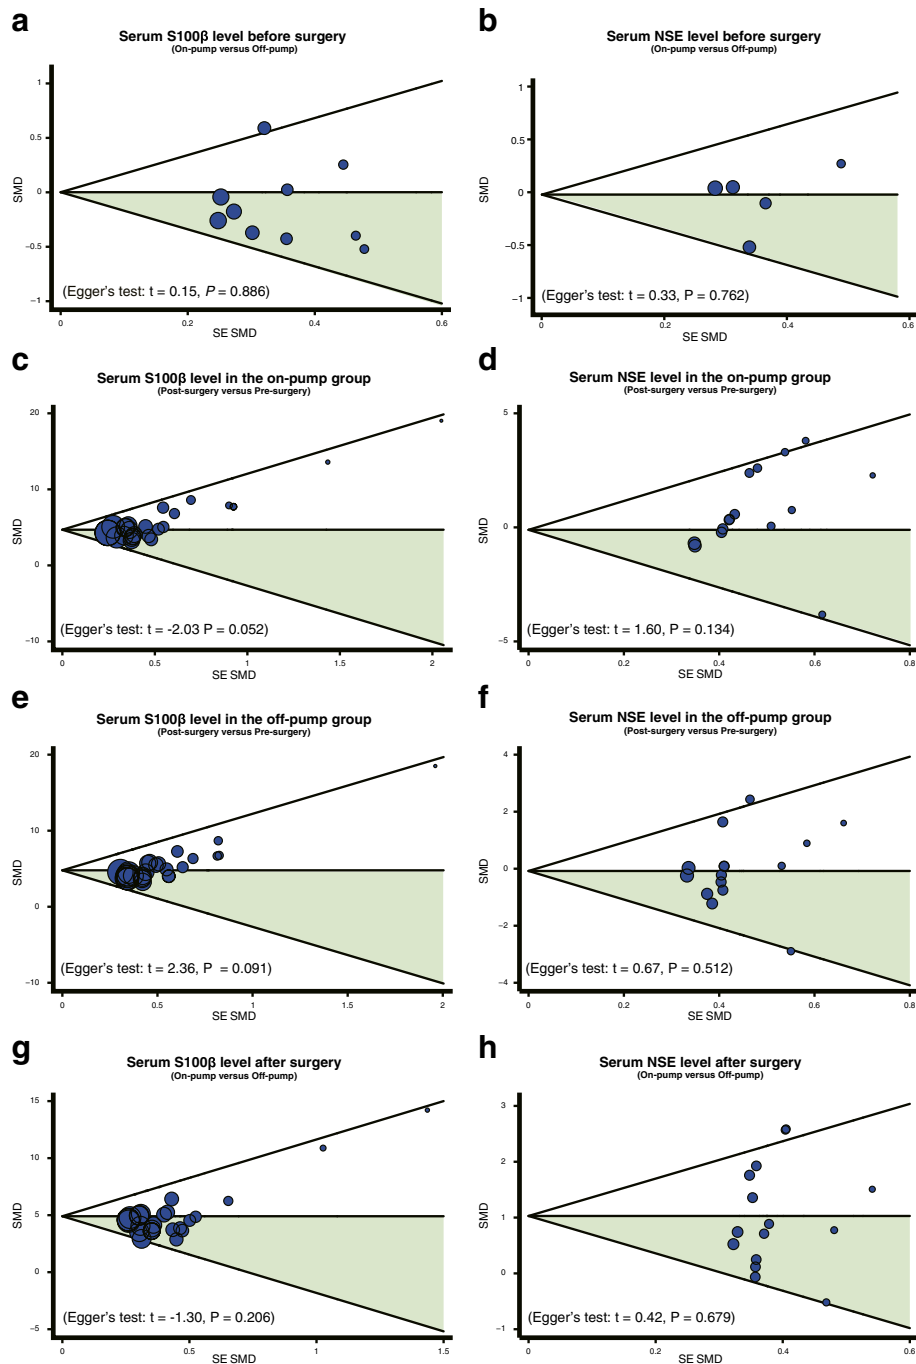 a
Serum S100β level before surgery
(On-pump versus Off-pump)
1
0.5
0
−0.5
−1
SMD
(Egger's test: t = 0.15, P = 0.886)
0
0.2
0.4
0.6
SE SMD
b
Serum NSE level before surgery
(On-pump versus Off-pump)
1
0.5
0
−0.5
−1
SMD
(Egger's test: t = 0.33, P = 0.762)
0
0.2
0.4
0.6
SE SMD
c
Serum S100β level in the on-pump group
(Post-surgery versus Pre-surgery)
20
10
0
−10
SMD
(Egger's test: t = -2.03 P = 0.052)
0
0.5
1
1.5
2
SE SMD
d
Serum NSE level in the on-pump group
(Post-surgery versus Pre-surgery)
5
0
−5
SMD
(Egger's test: t = 1.60, P = 0.134)
0
0.2
0.4
0.6
0.8
SE SMD
e
Serum S100β level in the off-pump group
(Post-surgery versus Pre-surgery)
20
10
0
−10
SMD
(Egger's test: t = 2.36, P = 0.091)
0
0.5
1
1.5
2
SE SMD
f
Serum NSE level in the off-pump group
(Post-surgery versus Pre-surgery)
4
2
0
−2
−4
SMD
(Egger's test: t = 0.67, P = 0.512)
0
0.2
0.4
0.6
0.8
SE SMD
g
Serum S100β level after surgery
(On-pump versus Off-pump)
15
10
5
0
−5
SMD
(Egger's test: t = -1.30, P = 0.206)
0
0.5
1
1.5
SE SMD
h
Serum NSE level after surgery
(On-pump versus Off-pump)
3
2
1
0
−1
SMD
(Egger's test: t = 0.42, P = 0.679)
0
0.2
0.4
0.6
SE SMD